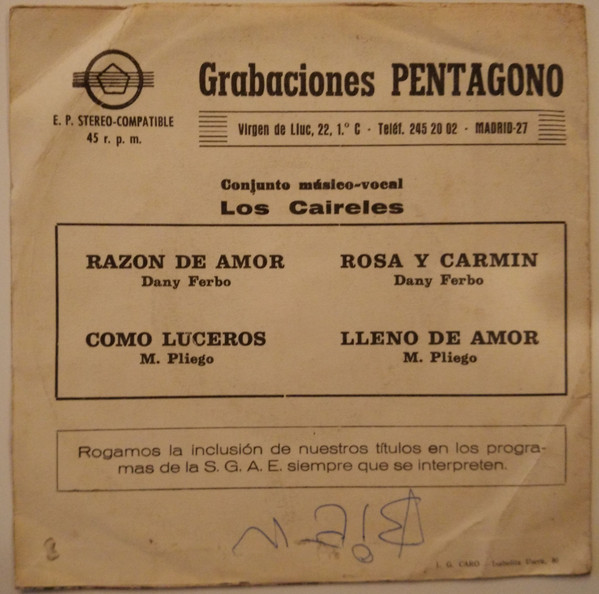 Grabaciones PENTAGONO
E. P. STEREO-COMPATIBLE
45 r. p. m.
Virgen de Lluc, 22, 1.° C - Teléf. 245 20 02 - MADRID-27
Conjunto músico-vocal
Los Caireles
RAZON DE AMOR
Dany Ferbo
ROSA Y CARMIN
Dany Ferbo
COMO LUCEROS
M. Pliego
LLENO DE AMOR
M. Pliego
Rogamos la inclusión de nuestros títulos en los progra-
mas de la S. G. A. E. siempre que se interpreten.
I. G. CARO -